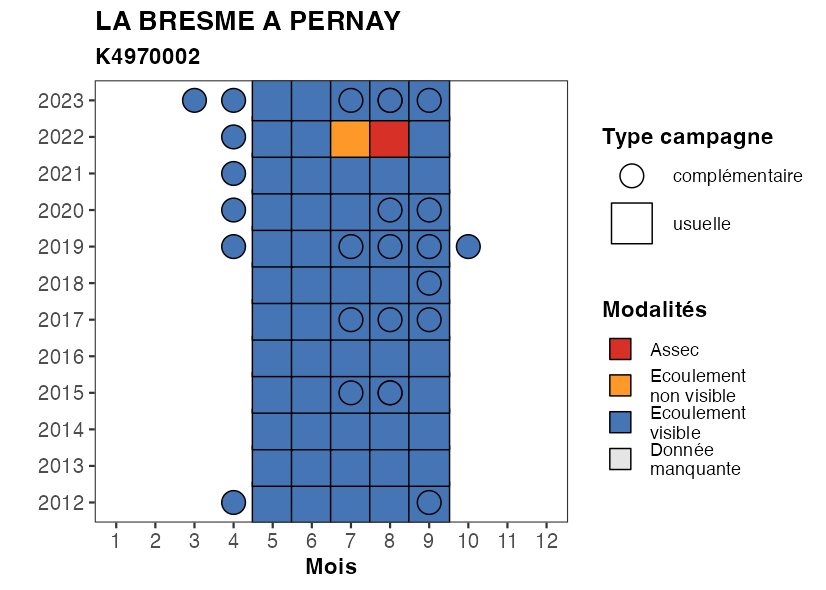 LA BRESME A PERNAY
K4970002
2023
2022
2021
2020
2019
2018
2017
2016
2015
2014
2013
2012
1 2 3 4 5 6 7 8 9 10 11 12
Mois
Type campagne
complémentaire
usuelle
Modalités
Assec
Ecoulement
non visible
Ecoulement
visible
Donnée
manquante